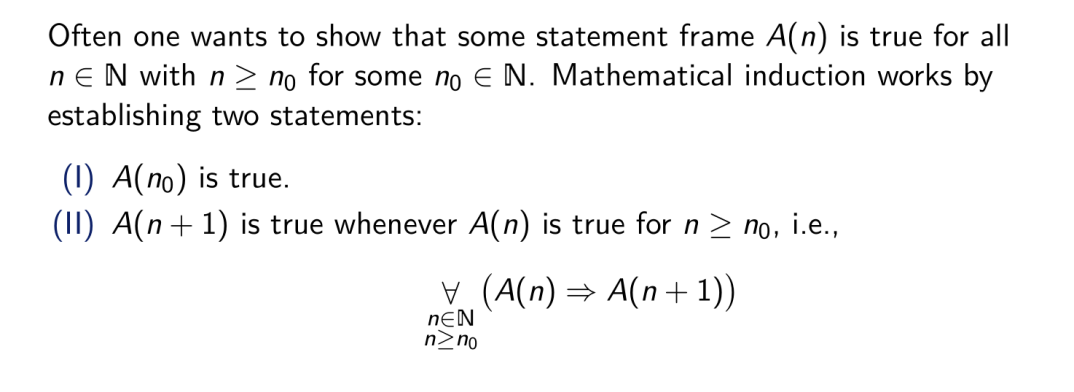 Often one wants to show that some statement frame A(n) is true for all
n ∈ ℕ with n ≥ n₀ for some n₀ ∈ ℕ. Mathematical induction works by
establishing two statements:
(I) A(n₀) is true.
(II) A(n + 1) is true whenever A(n) is true for n ≥ n₀, i.e.,
∀ (A(n) ⇒ A(n + 1))
n∈ℕ
n≥n₀